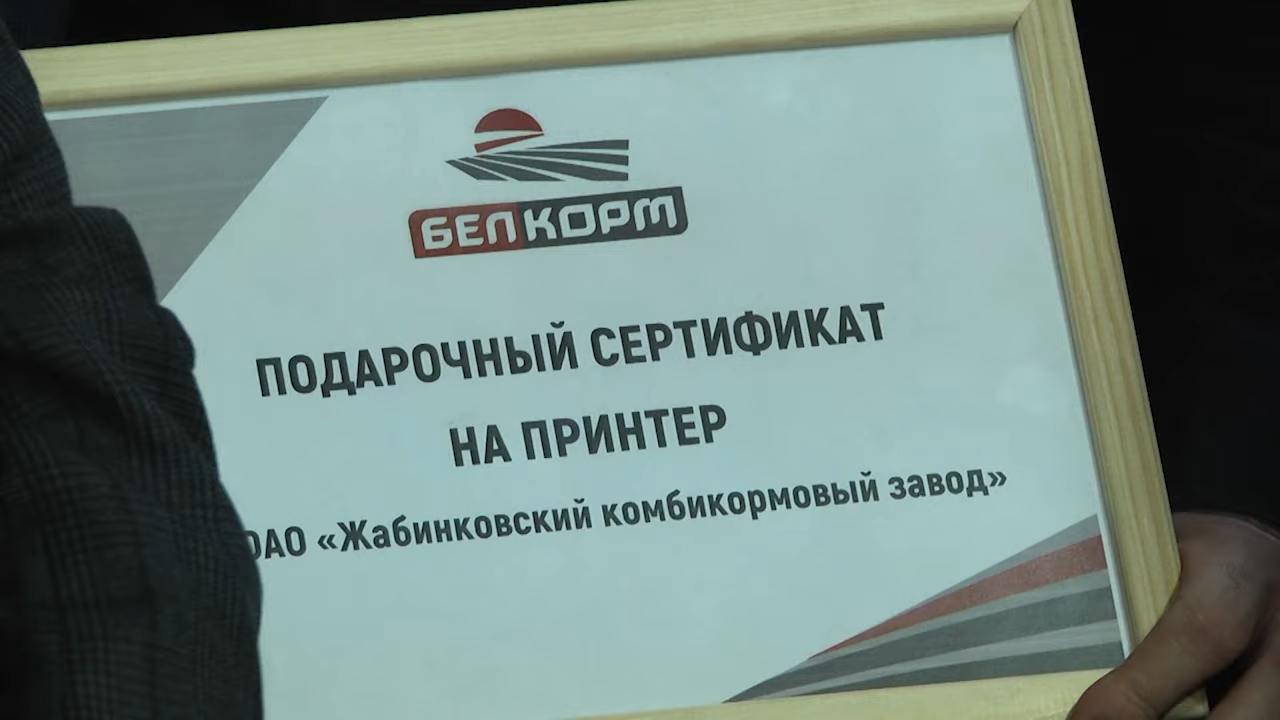 БЕЛКОРМ
ПОДАРОЧНЫЙ СЕРТИФИКАТ
НА ПРИНТЕР
ОАО «Жабинковский комбикормовый завод»